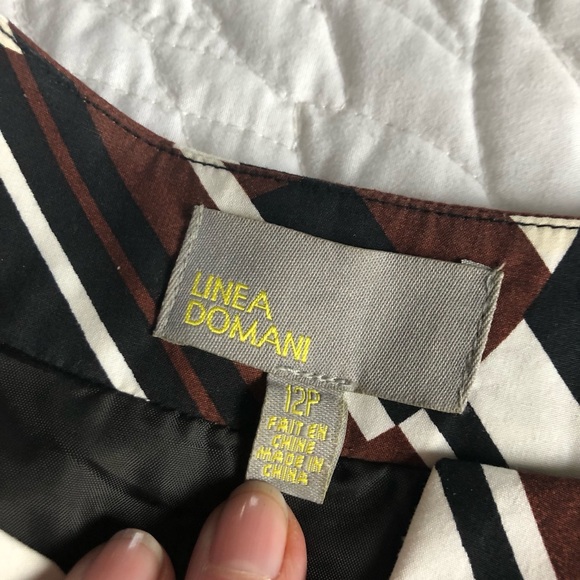 LINEA
DOMANI
12P
FAIT EN
CHINE
MADE IN
CHINA